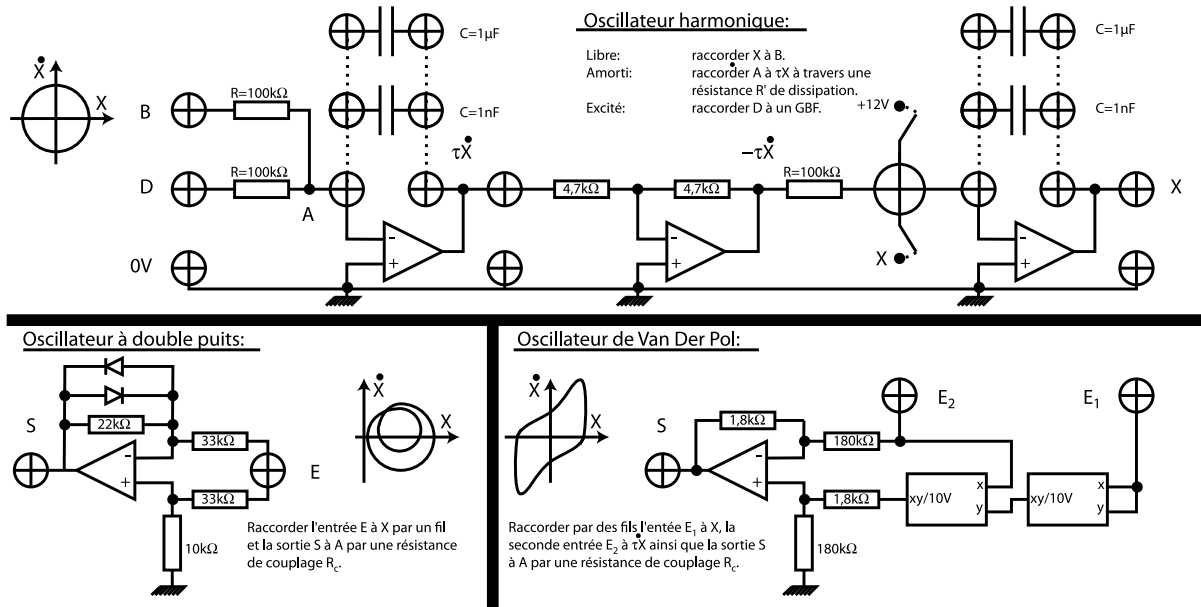 Oscillateur harmonique:
C=1µF
C=1µF
Libre: raccorder X à B.
Amorti: raccorder A à τẊ à travers une
résistance R' de dissipation.
Excité: raccorder D à un GBF.
Ẋ
X
R=100kΩ
B
C=1nF
+12V
C=1nF
τẊ
−τẊ
D
R=100kΩ
A
4,7kΩ
4,7kΩ
R=100kΩ
X
-
+
-
+
-
+
X
0V
Oscillateur à double puits:
S
22kΩ
33kΩ
-
+
E
33kΩ
10kΩ
Ẋ
X
Raccorder l'entrée E à X par un fil
et la sortie S à A par une résistance
de couplage Rc.
Oscillateur de Van Der Pol:
Ẋ
X
S
1,8kΩ
E2
E1
180kΩ
-
+
1,8kΩ
180kΩ
xy/10V
x
y
xy/10V
x
y
Raccorder par des fils l'entée E1 à X, la
seconde entrée E2 à τẊ ainsi que la sortie S
à A par une résistance de couplage Rc.